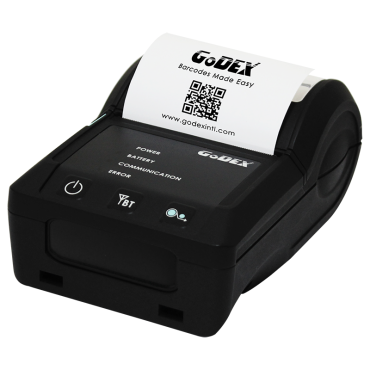 GoDEX
Barcodes Made Easy
www.godexintl.com
GoDEX
POWER
BATTERY
COMMUNICATION
ERROR
BT